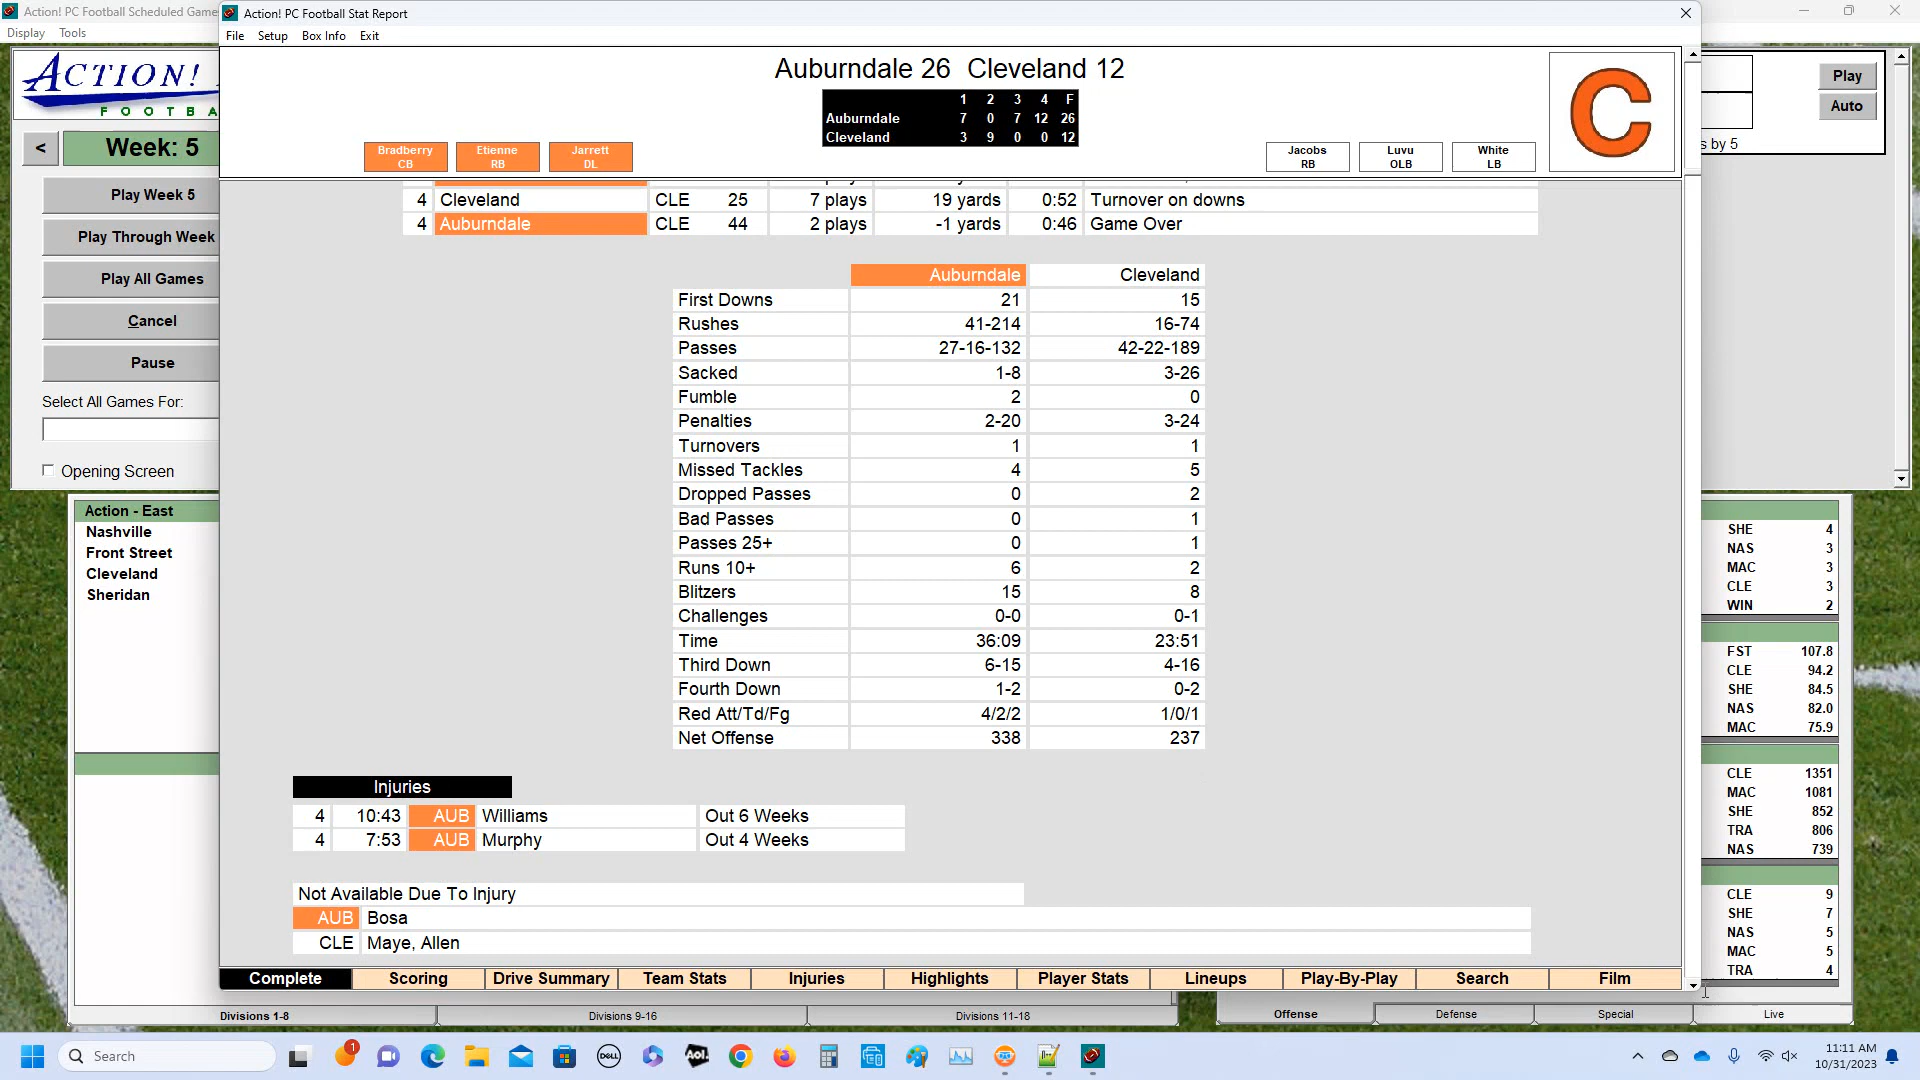 Action! PC Football Scheduled Game
Action! PC Football Stat Report
Display Tools
File Setup Box Info Exit
ACTION!
FOOTBA
Auburndale 26 Cleveland 12
1 2 3 4 F
Auburndale 7 0 7 12 26
Cleveland 3 9 0 0 12
C
Play
Auto
s by 5
< Week: 5
Bradberry CB
Etienne RB
Jarrett DL
Jacobs RB
Luvu OLB
White LB
Play Week 5
Play Through Week
Play All Games
Cancel
Pause
Select All Games For:
Opening Screen
4 Cleveland CLE 25 7 plays 19 yards 0:52 Turnover on downs
4 Auburndale CLE 44 2 plays -1 yards 0:46 Game Over
Auburndale Cleveland
First Downs 21 15
Rushes 41-214 16-74
Passes 27-16-132 42-22-189
Sacked 1-8 3-26
Fumble 2 0
Penalties 2-20 3-24
Turnovers 1 1
Missed Tackles 4 5
Dropped Passes 0 2
Bad Passes 0 1
Passes 25+ 0 1
Runs 10+ 6 2
Blitzers 15 8
Challenges 0-0 0-1
Time 36:09 23:51
Third Down 6-15 4-16
Fourth Down 1-2 0-2
Red Att/Td/Fg 4/2/2 1/0/1
Net Offense 338 237
Injuries
4 10:43 AUB Williams Out 6 Weeks
4 7:53 AUB Murphy Out 4 Weeks
Not Available Due To Injury
AUB Bosa
CLE Maye, Allen
Action - East
Nashville
Front Street
Cleveland
Sheridan
SHE 4
NAS 3
MAC 3
CLE 3
WIN 2
FST 107.8
CLE 94.2
SHE 84.5
NAS 82.0
MAC 75.9
CLE 1351
MAC 1081
SHE 852
TRA 806
NAS 739
CLE 9
SHE 7
NAS 5
MAC 5
TRA 4
Complete Scoring Drive Summary Team Stats Injuries Highlights Player Stats Lineups Play-By-Play Search Film
Divisions 1-8 Divisions 9-16 Divisions 11-18 Offense Defense Special Live
Search
1
DELL
Aol.
11:11 AM
10/31/2023